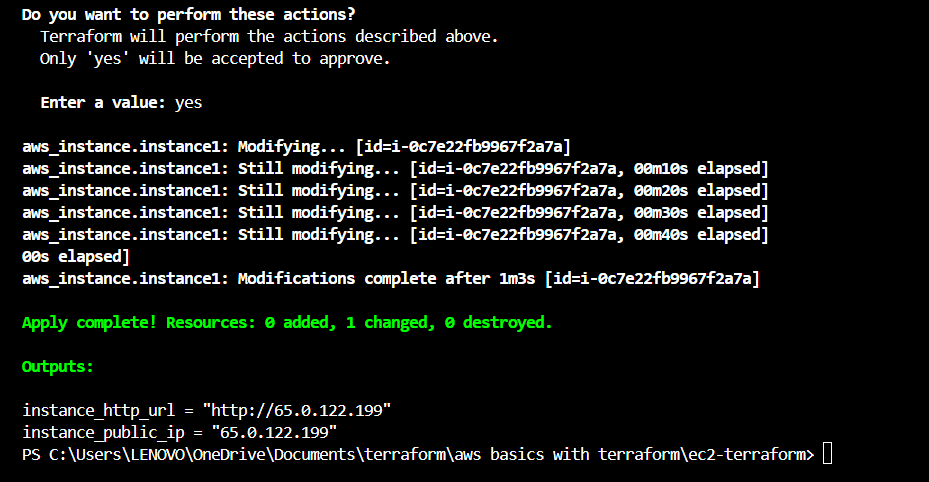 Do you want to perform these actions?
Terraform will perform the actions described above.
Only 'yes' will be accepted to approve.
Enter a value: yes
aws_instance.instance1: Modifying... [id=i-0c7e22fb9967f2a7a]
aws_instance.instance1: Still modifying... [id=i-0c7e22fb9967f2a7a, 00m10s elapsed]
aws_instance.instance1: Still modifying... [id=i-0c7e22fb9967f2a7a, 00m20s elapsed]
aws_instance.instance1: Still modifying... [id=i-0c7e22fb9967f2a7a, 00m30s elapsed]
aws_instance.instance1: Still modifying... [id=i-0c7e22fb9967f2a7a, 00m40s elapsed]
00s elapsed]
aws_instance.instance1: Modifications complete after 1m3s [id=i-0c7e22fb9967f2a7a]
Apply complete! Resources: 0 added, 1 changed, 0 destroyed.
Outputs:
instance_http_url = "http://65.0.122.199"
instance_public_ip = "65.0.122.199"
PS C:\Users\LENOVO\OneDrive\Documents\terraform\aws basics with terraform\ec2-terraform>